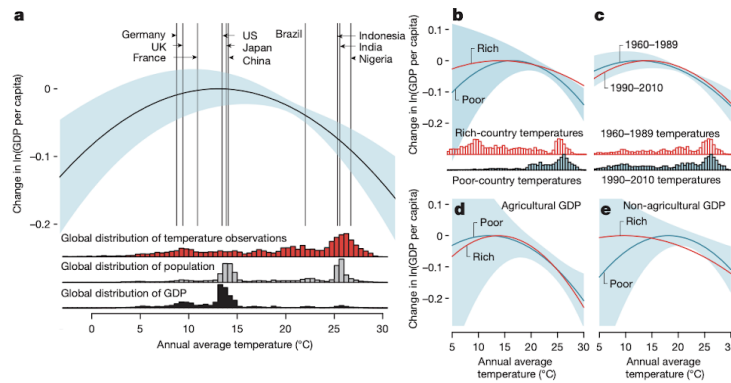 a
Germany
UK
France
US
Japan
China
Brazil
Indonesia
India
Nigeria
Change in ln(GDP per capita)
0
−0.1
−0.2
Global distribution of temperature observations
Global distribution of population
Global distribution of GDP
0 5 10 15 20 25 30
Annual average temperature (°C)
b
Change in ln(GDP per capita)
0.1
0
−0.1
−0.2
Rich
Poor
Rich-country temperatures
Poor-country temperatures
c
1960–1989
1990–2010
1960–1989 temperatures
1990–2010 temperatures
d
Agricultural GDP
Change in ln(GDP per capita)
0.1
0
−0.1
−0.2
Poor
Rich
5 10 15 20 25 30
Annual average
temperature (°C)
e
Non-agricultural GDP
Rich
Poor
5 10 15 20 25 30
Annual average
temperature (°C)